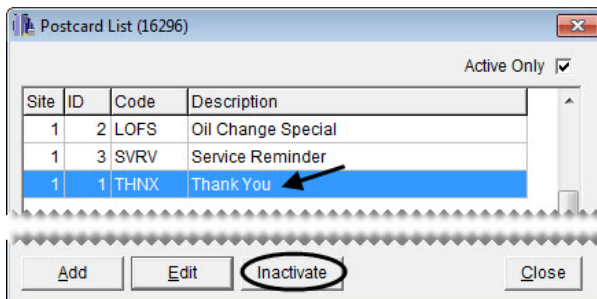 Postcard List (16296)
Active Only
Site ID Code Description
1 2 LOFS Oil Change Special
1 3 SVRV Service Reminder
1 1 THNX Thank You
Add Edit Inactivate Close